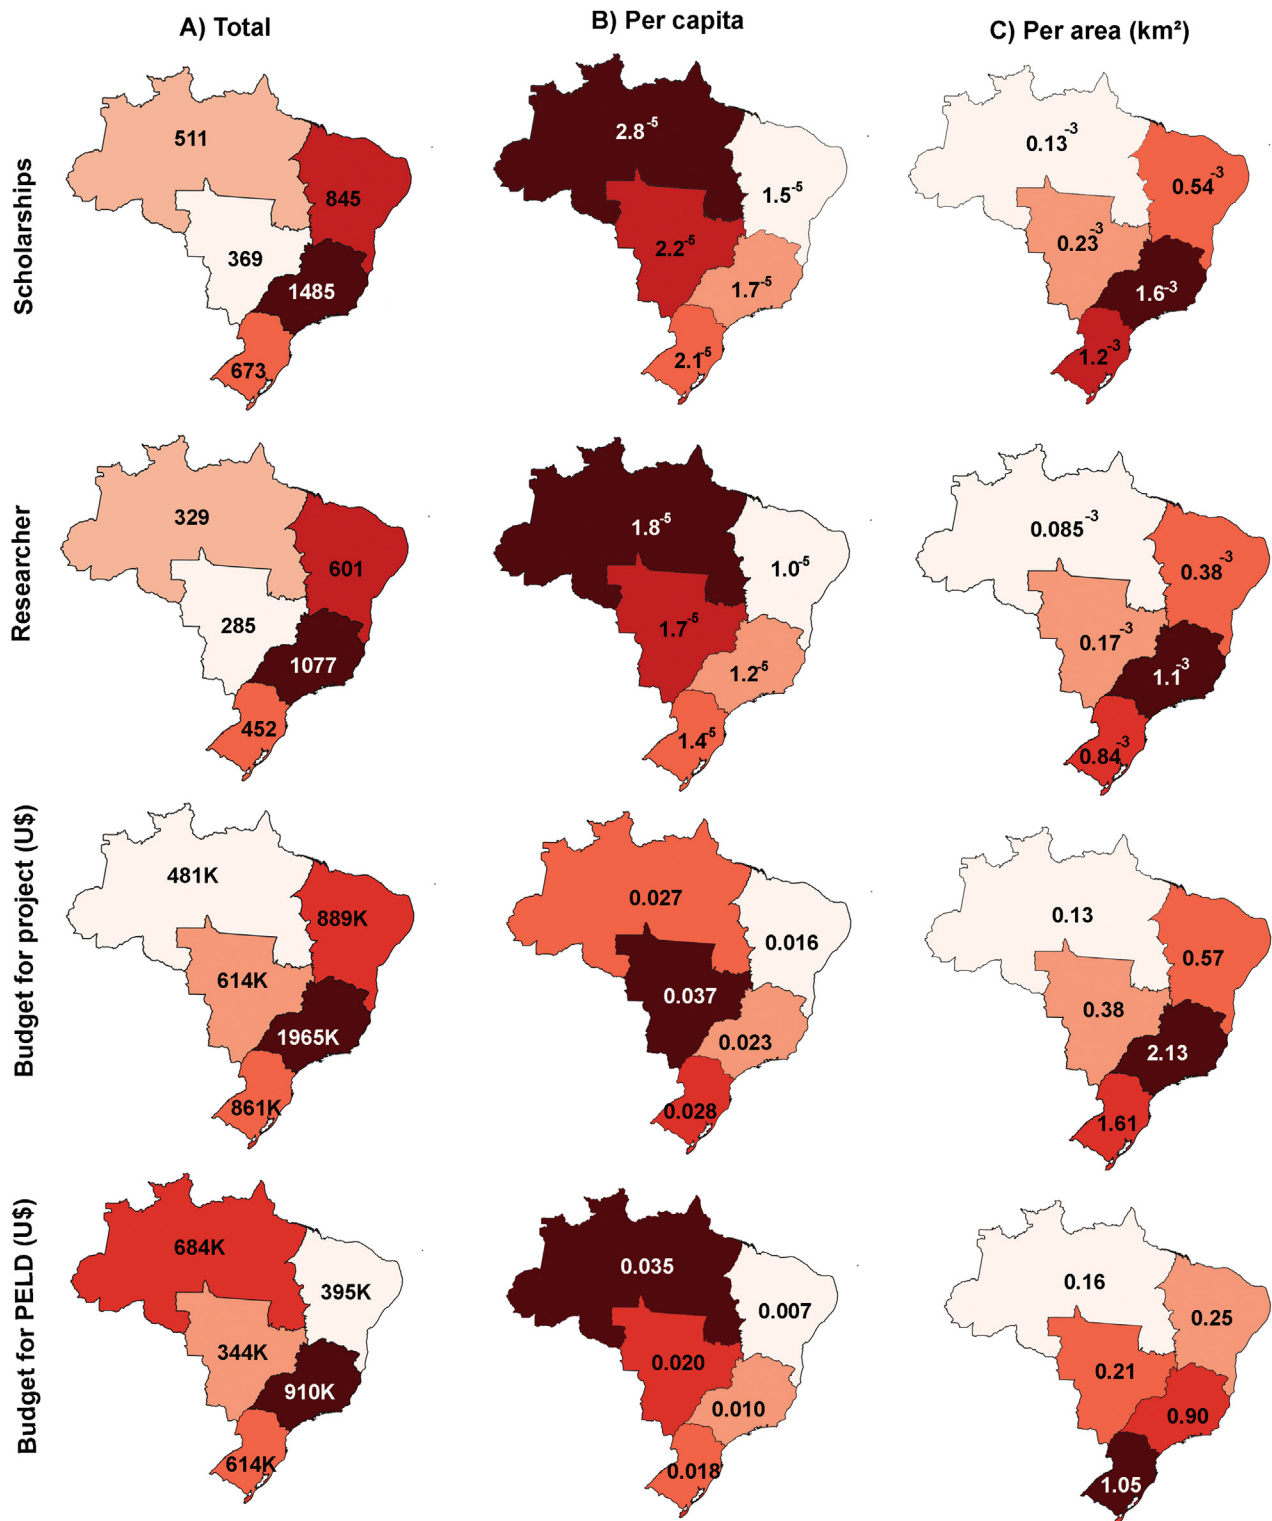 A) Total
B) Per capita
C) Per area (km²)
Scholarships
511
845
369
1485
673
2.8⁻⁵
1.5⁻⁵
2.2⁻⁵
1.7⁻⁵
2.1⁻⁵
0.13⁻³
0.54⁻³
0.23⁻³
1.6⁻³
1.2⁻³
Researcher
329
601
285
1077
452
1.8⁻⁵
1.0⁻⁵
1.7⁻⁵
1.2⁻⁵
1.4⁻⁵
0.085⁻³
0.38⁻³
0.17⁻³
1.1⁻³
0.84⁻³
Budget for project (U$)
481K
889K
614K
1965K
861K
0.027
0.016
0.037
0.023
0.028
0.13
0.57
0.38
2.13
1.61
Budget for PELD (U$)
684K
395K
344K
910K
614K
0.035
0.007
0.020
0.010
0.018
0.16
0.25
0.21
0.90
1.05